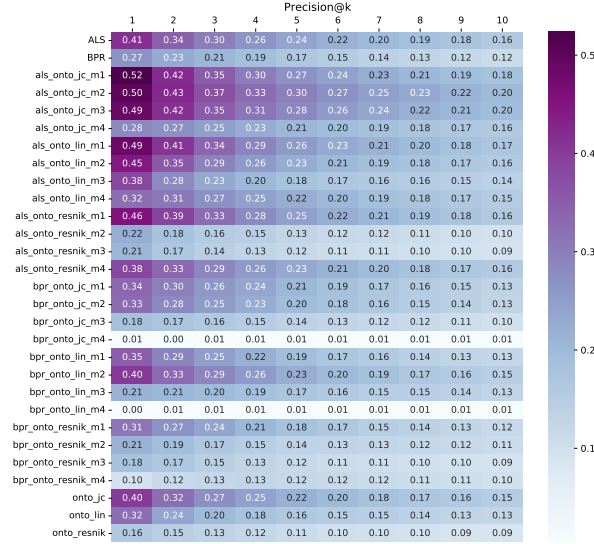 Precision@k
1 2 3 4 5 6 7 8 9 10
ALS 0.41 0.34 0.30 0.26 0.24 0.22 0.20 0.19 0.18 0.16
BPR 0.27 0.23 0.21 0.19 0.17 0.15 0.14 0.13 0.12 0.12
als_onto_jc_m1 0.52 0.42 0.35 0.30 0.27 0.24 0.23 0.21 0.19 0.18
als_onto_jc_m2 0.50 0.43 0.37 0.33 0.30 0.27 0.25 0.23 0.22 0.20
als_onto_jc_m3 0.49 0.42 0.35 0.31 0.28 0.26 0.24 0.22 0.21 0.20
als_onto_jc_m4 0.28 0.27 0.25 0.23 0.21 0.20 0.19 0.18 0.17 0.16
als_onto_lin_m1 0.49 0.41 0.34 0.29 0.26 0.23 0.21 0.20 0.18 0.17
als_onto_lin_m2 0.45 0.35 0.29 0.26 0.23 0.21 0.19 0.18 0.17 0.16
als_onto_lin_m3 0.38 0.28 0.23 0.20 0.18 0.17 0.16 0.16 0.15 0.14
als_onto_lin_m4 0.32 0.31 0.27 0.25 0.22 0.20 0.19 0.18 0.17 0.16
als_onto_resnik_m1 0.46 0.39 0.33 0.28 0.25 0.22 0.21 0.19 0.18 0.16
als_onto_resnik_m2 0.22 0.18 0.16 0.15 0.13 0.12 0.12 0.11 0.10 0.10
als_onto_resnik_m3 0.21 0.17 0.14 0.13 0.12 0.11 0.11 0.10 0.10 0.09
als_onto_resnik_m4 0.38 0.33 0.29 0.26 0.23 0.21 0.20 0.18 0.17 0.16
bpr_onto_jc_m1 0.34 0.30 0.26 0.24 0.21 0.19 0.17 0.16 0.15 0.13
bpr_onto_jc_m2 0.33 0.28 0.25 0.23 0.20 0.18 0.16 0.15 0.14 0.13
bpr_onto_jc_m3 0.18 0.17 0.16 0.15 0.14 0.13 0.12 0.12 0.11 0.10
bpr_onto_jc_m4 0.01 0.00 0.01 0.01 0.01 0.01 0.01 0.01 0.01 0.01
bpr_onto_lin_m1 0.35 0.29 0.25 0.22 0.19 0.17 0.16 0.14 0.13 0.13
bpr_onto_lin_m2 0.40 0.33 0.29 0.26 0.23 0.20 0.19 0.17 0.16 0.15
bpr_onto_lin_m3 0.21 0.21 0.20 0.19 0.17 0.16 0.15 0.15 0.14 0.13
bpr_onto_lin_m4 0.00 0.01 0.01 0.01 0.01 0.01 0.01 0.01 0.01 0.01
bpr_onto_resnik_m1 0.31 0.27 0.24 0.21 0.18 0.17 0.15 0.14 0.13 0.12
bpr_onto_resnik_m2 0.21 0.19 0.17 0.15 0.14 0.13 0.13 0.12 0.12 0.11
bpr_onto_resnik_m3 0.18 0.17 0.15 0.13 0.12 0.11 0.11 0.10 0.10 0.09
bpr_onto_resnik_m4 0.10 0.12 0.13 0.13 0.12 0.12 0.12 0.11 0.11 0.10
onto_jc 0.40 0.32 0.27 0.25 0.22 0.20 0.18 0.17 0.16 0.15
onto_lin 0.32 0.24 0.20 0.18 0.16 0.15 0.15 0.14 0.13 0.13
onto_resnik 0.16 0.15 0.13 0.12 0.11 0.10 0.10 0.10 0.09 0.09
0.5
0.4
0.3
0.2
0.1